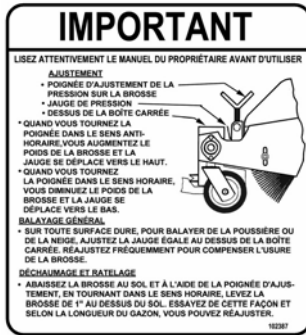 IMPORTANT
LISEZ ATTENTIVEMENT LE MANUEL DU PROPRIÉTAIRE AVANT D'UTILISER
AJUSTEMENT
• POIGNÉE D'AJUSTEMENT DE LA
PRESSION SUR LA BROSSE
• JAUGE DE PRESSION
• DESSUS DE LA BOÎTE CARRÉE
• QUAND VOUS TOURNEZ LA
POIGNÉE DANS LE SENS ANTI-
HORAIRE,VOUS AUGMENTEZ LE
POIDS DE LA BROSSE ET LA
JAUGE SE DÉPLACE VERS LE HAUT.
• QUAND VOUS TOURNEZ
LA POIGNÉE DANS LE SENS HORAIRE,
VOUS DIMINUEZ LE POIDS DE LA
BROSSE ET LA JAUGE SE
DÉPLACE VERS LE BAS.
BALAYAGE GÉNÉRAL
• SUR TOUTE SURFACE DURE, POUR BALAYER DE LA POUSSIÈRE OU
DE LA NEIGE, AJUSTEZ LA JAUGE ÉGALE AU DESSUS DE LA BOÎTE
CARRÉE. RÉAJUSTEZ FRÉQUEMMENT POUR COMPENSER L'USURE
DE LA BROSSE.
DÉCHAUMAGE ET RATELAGE
• ABAISSEZ LA BROSSE AU SOL ET À L'AIDE DE LA POIGNÉE D'AJUS-
TEMENT, EN TOURNANT DANS LE SENS HORAIRE, LEVEZ LA
BROSSE DE 1" AU DESSUS DU SOL. ESSAYEZ DE CETTE FAÇON ET
SELON LA LONGUEUR DU GAZON, VOUS POUVEZ RÉAJUSTER.
102387